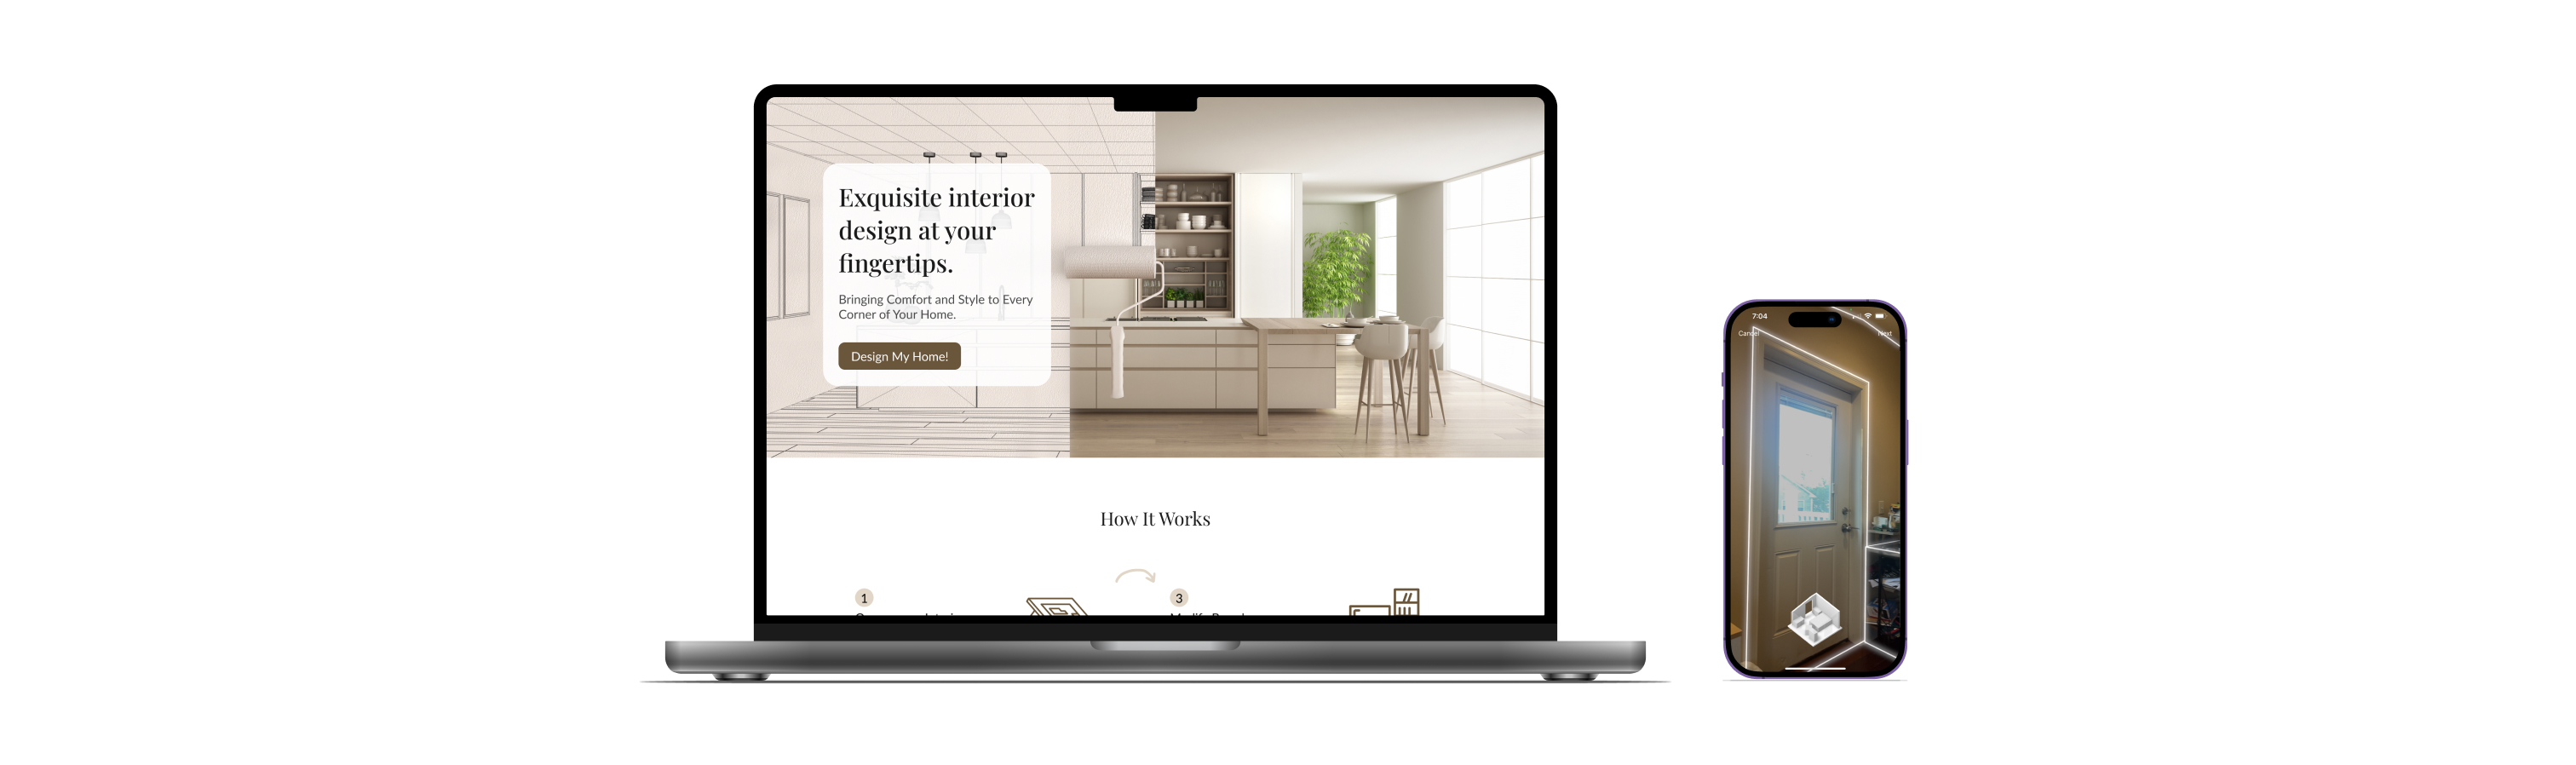 Exquisite interior
design at your
fingertips.
Bringing Comfort and Style to Every
Corner of Your Home.
Design My Home!
How It Works
1
3
7:04
Cancel
Next